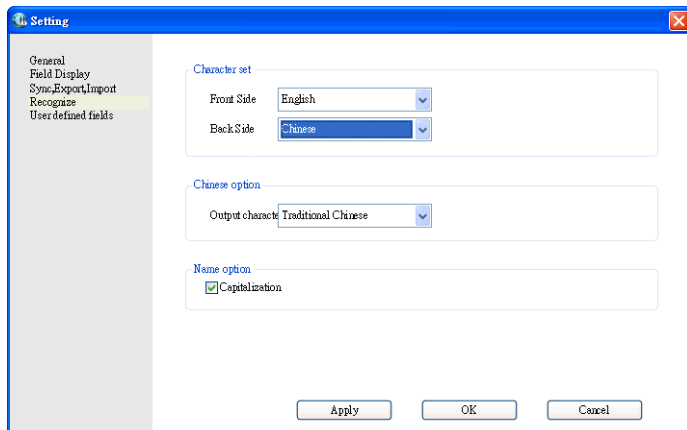 Setting
General
Field Display
Sync,Export,Import
Recognize
User defined fields
Character set
Front Side English
Back Side Chinese
Chinese option
Output characte Traditional Chinese
Name option
Capitalization
Apply OK Cancel